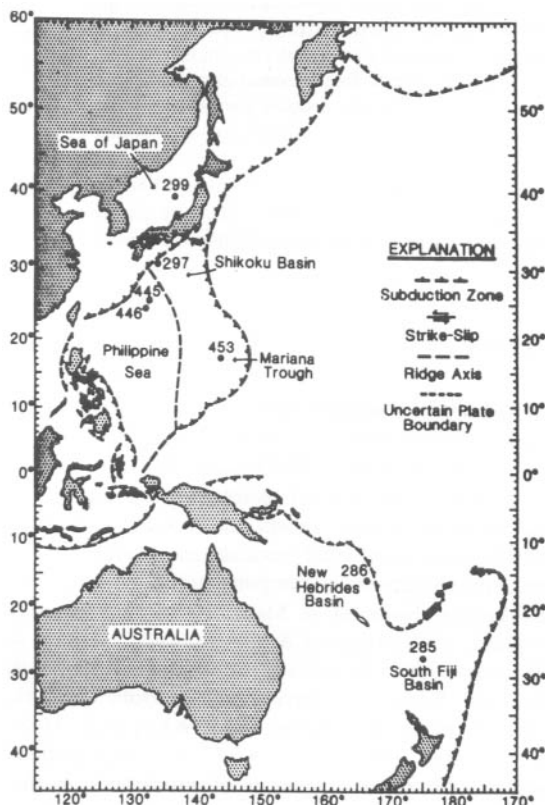 60°
50°
50°
Sea of Japan
299
40°
40°
EXPLANATION
297
Shikoku Basin
30°
30°
Subduction Zone
445
446
Strike-Slip
20°
20°
453
Philippine
Sea
Mariana
Trough
Ridge Axis
10°
10°
Uncertain Plate
Boundary
0°
0°
10°
10°
286
New
Hebrides
Basin
20°
20°
AUSTRALIA
285
South Fiji
Basin
30°
30°
40°
40°
120°
130°
140°
150°
160°
170°
180°
190°